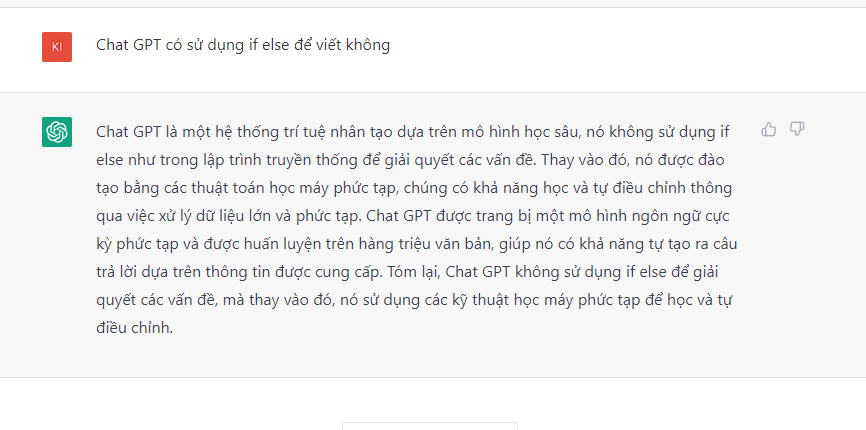 KI
Chat GPT có sử dụng if else để viết không
Chat GPT là một hệ thống trí tuệ nhân tạo dựa trên mô hình học sâu, nó không sử dụng if
else như trong lập trình truyền thống để giải quyết các vấn đề. Thay vào đó, nó được đào
tạo bằng các thuật toán học máy phức tạp, chúng có khả năng học và tự điều chỉnh thông
qua việc xử lý dữ liệu lớn và phức tạp. Chat GPT được trang bị một mô hình ngôn ngữ cực
kỳ phức tạp và được huấn luyện trên hàng triệu văn bản, giúp nó có khả năng tự tạo ra câu
trả lời dựa trên thông tin được cung cấp. Tóm lại, Chat GPT không sử dụng if else để giải
quyết các vấn đề, mà thay vào đó, nó sử dụng các kỹ thuật học máy phức tạp để học và tự
điều chỉnh.